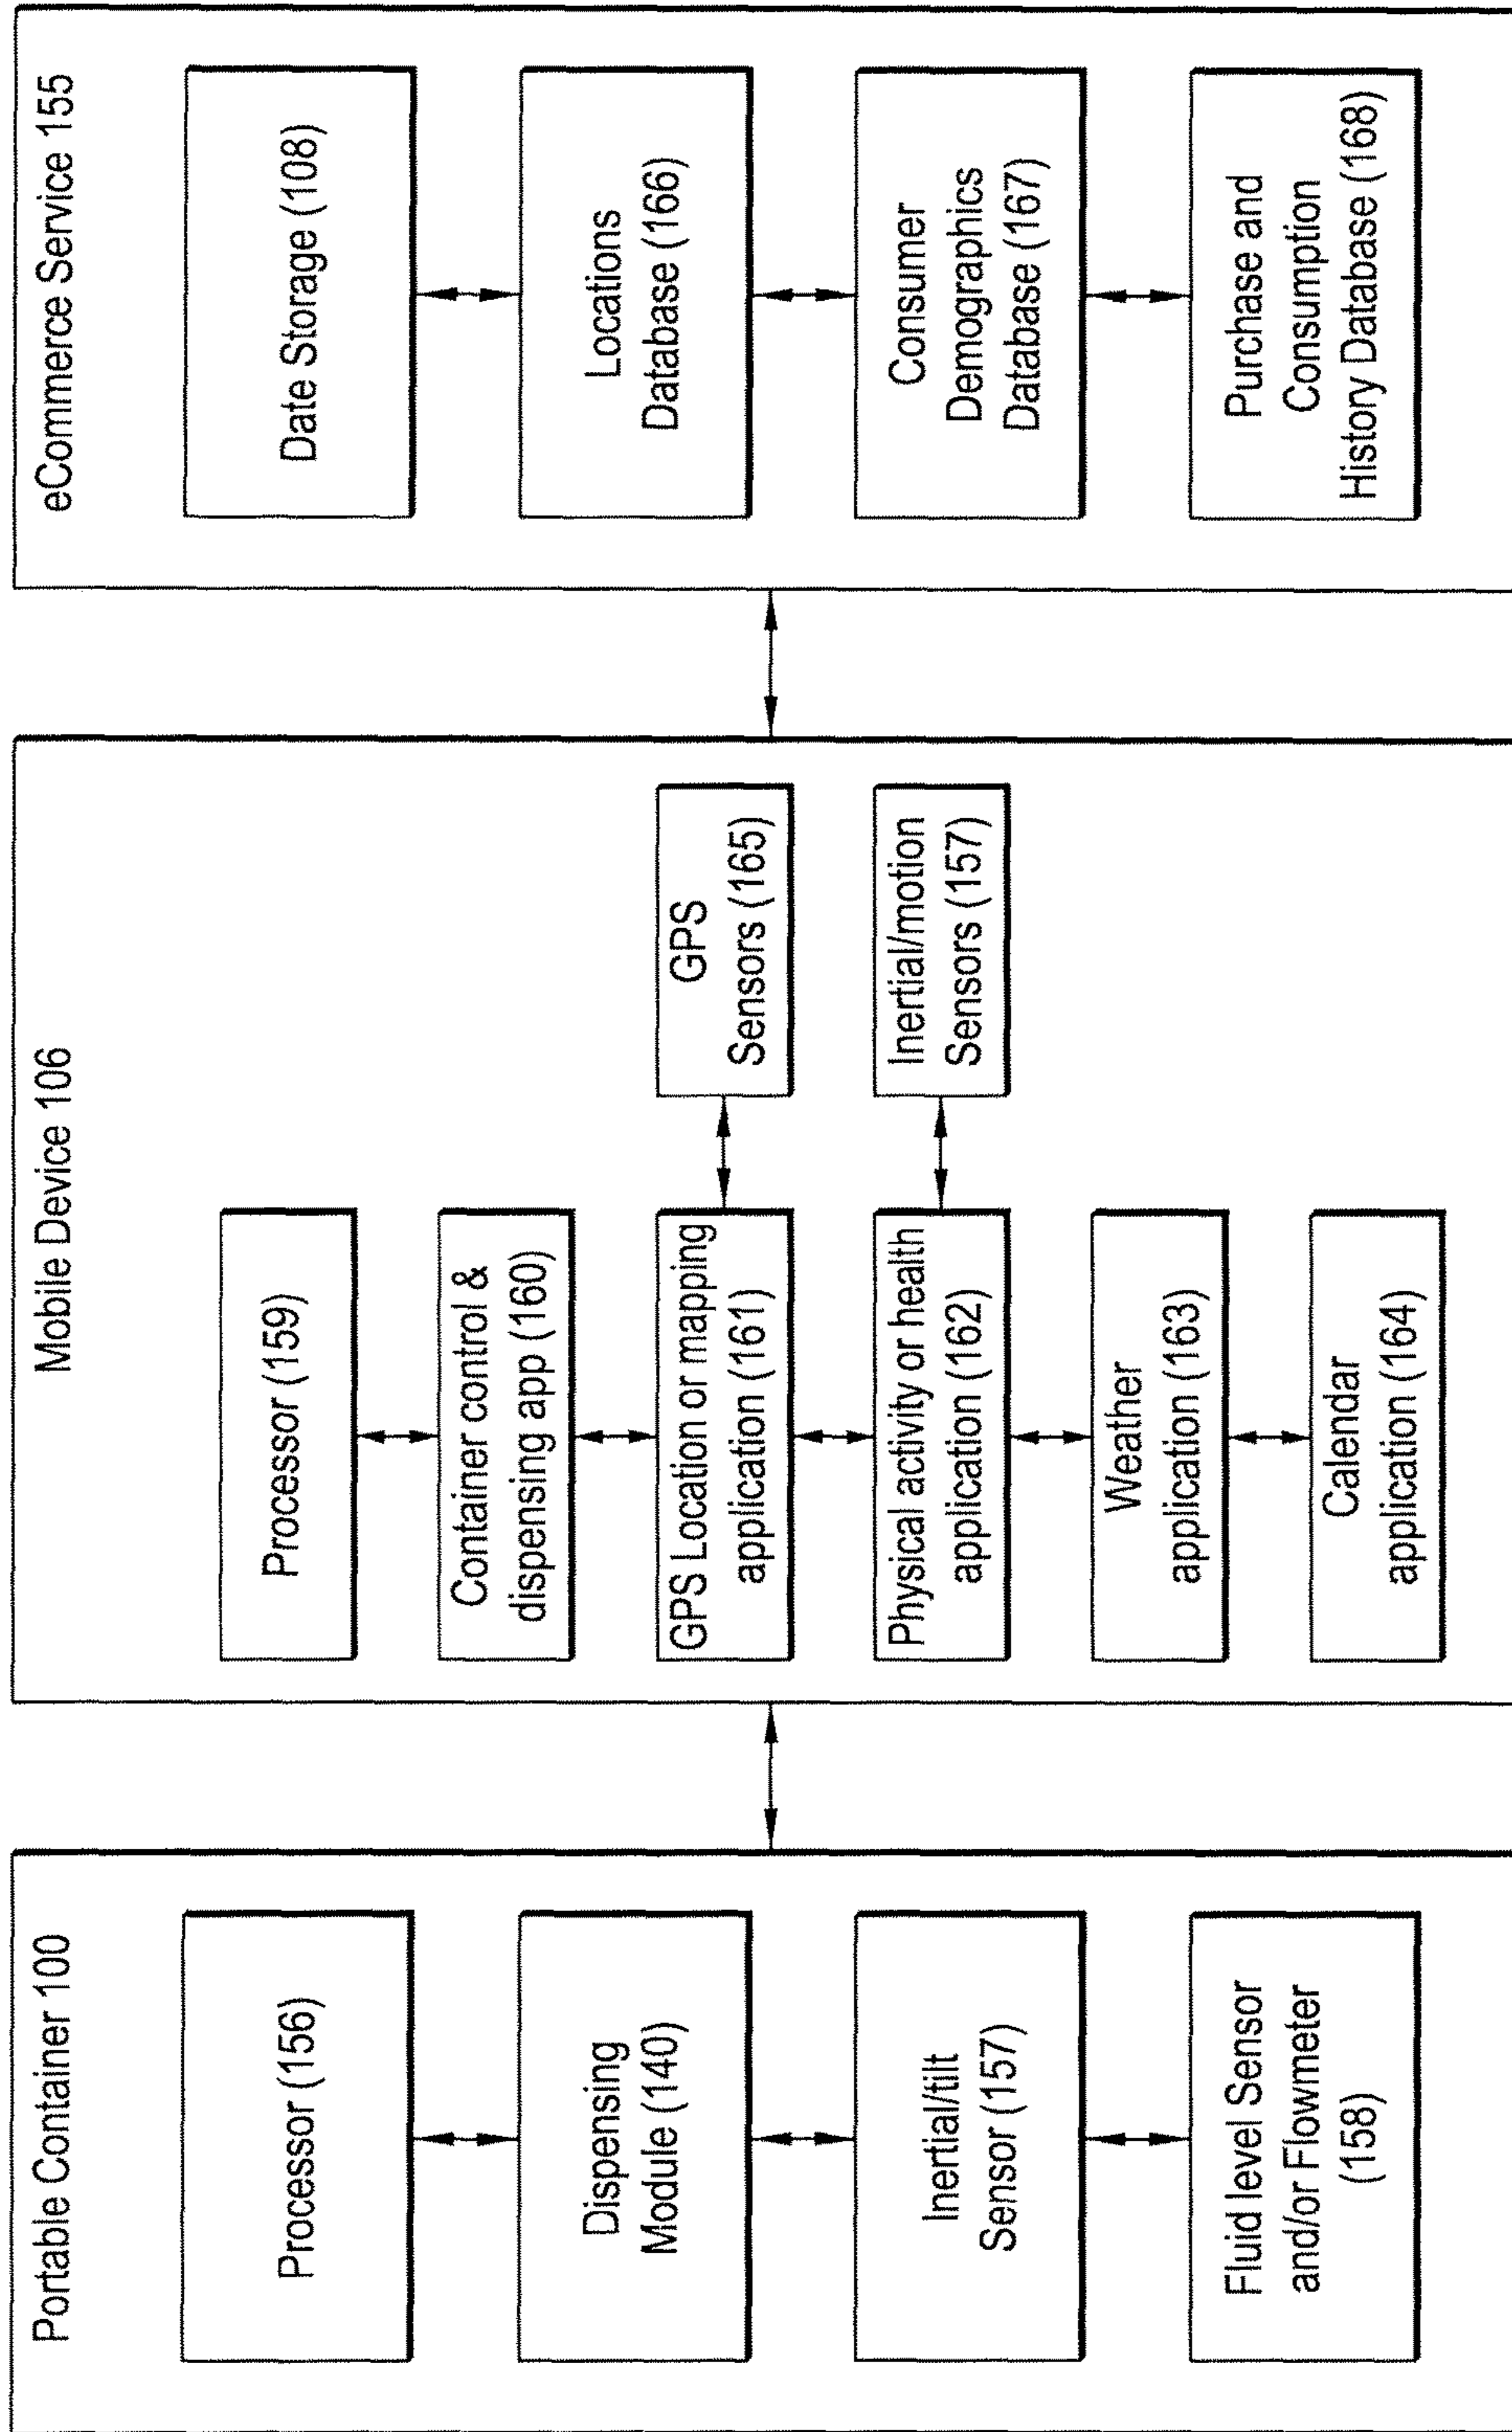 Portable Container 100
Processor (156)
Dispensing
Module (140)
Inertial/tilt
Sensor (157)
Fluid level Sensor
and/or Flowmeter
(158)
Mobile Device 106
Processor (159)
Container control &
dispensing app (160)
GPS Location or mapping
application (161)
GPS
Sensors (165)
Physical activity or health
application (162)
Inertial/motion
Sensors (157)
Weather
application (163)
Calendar
application (164)
eCommerce Service 155
Date Storage (108)
Locations
Database (166)
Consumer
Demographics
Database (167)
Purchase and
Consumption
History Database (168)